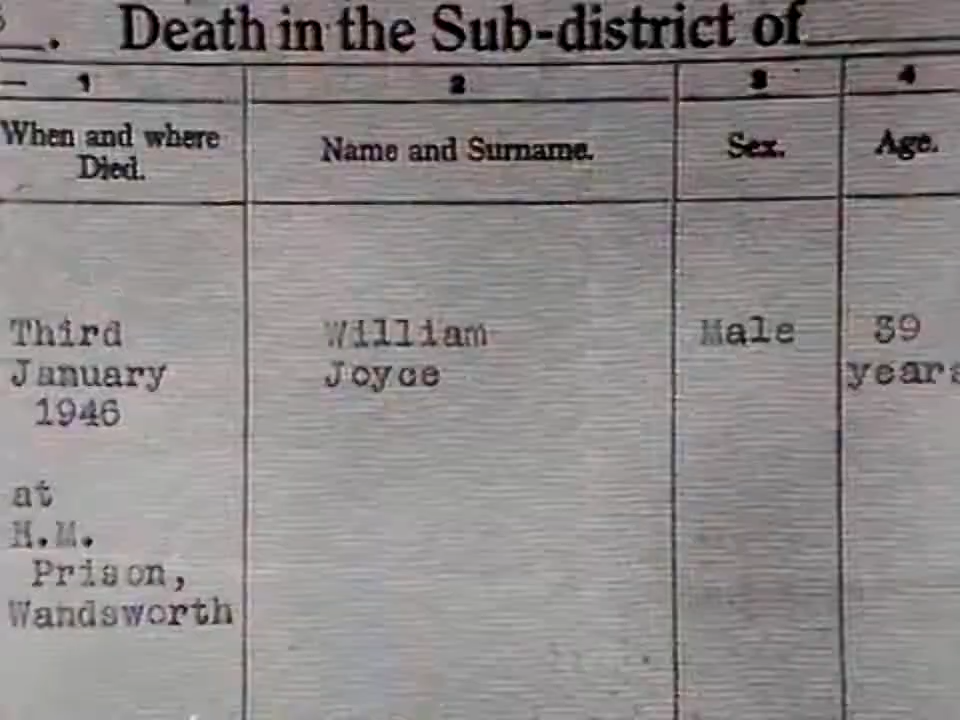 . Death in the Sub-district of
1 2 3 4
When and where Died. Name and Surname. Sex. Age.
Third William Male 39
January Joyce years
1946
at
H.M.
Prison,
Wandsworth